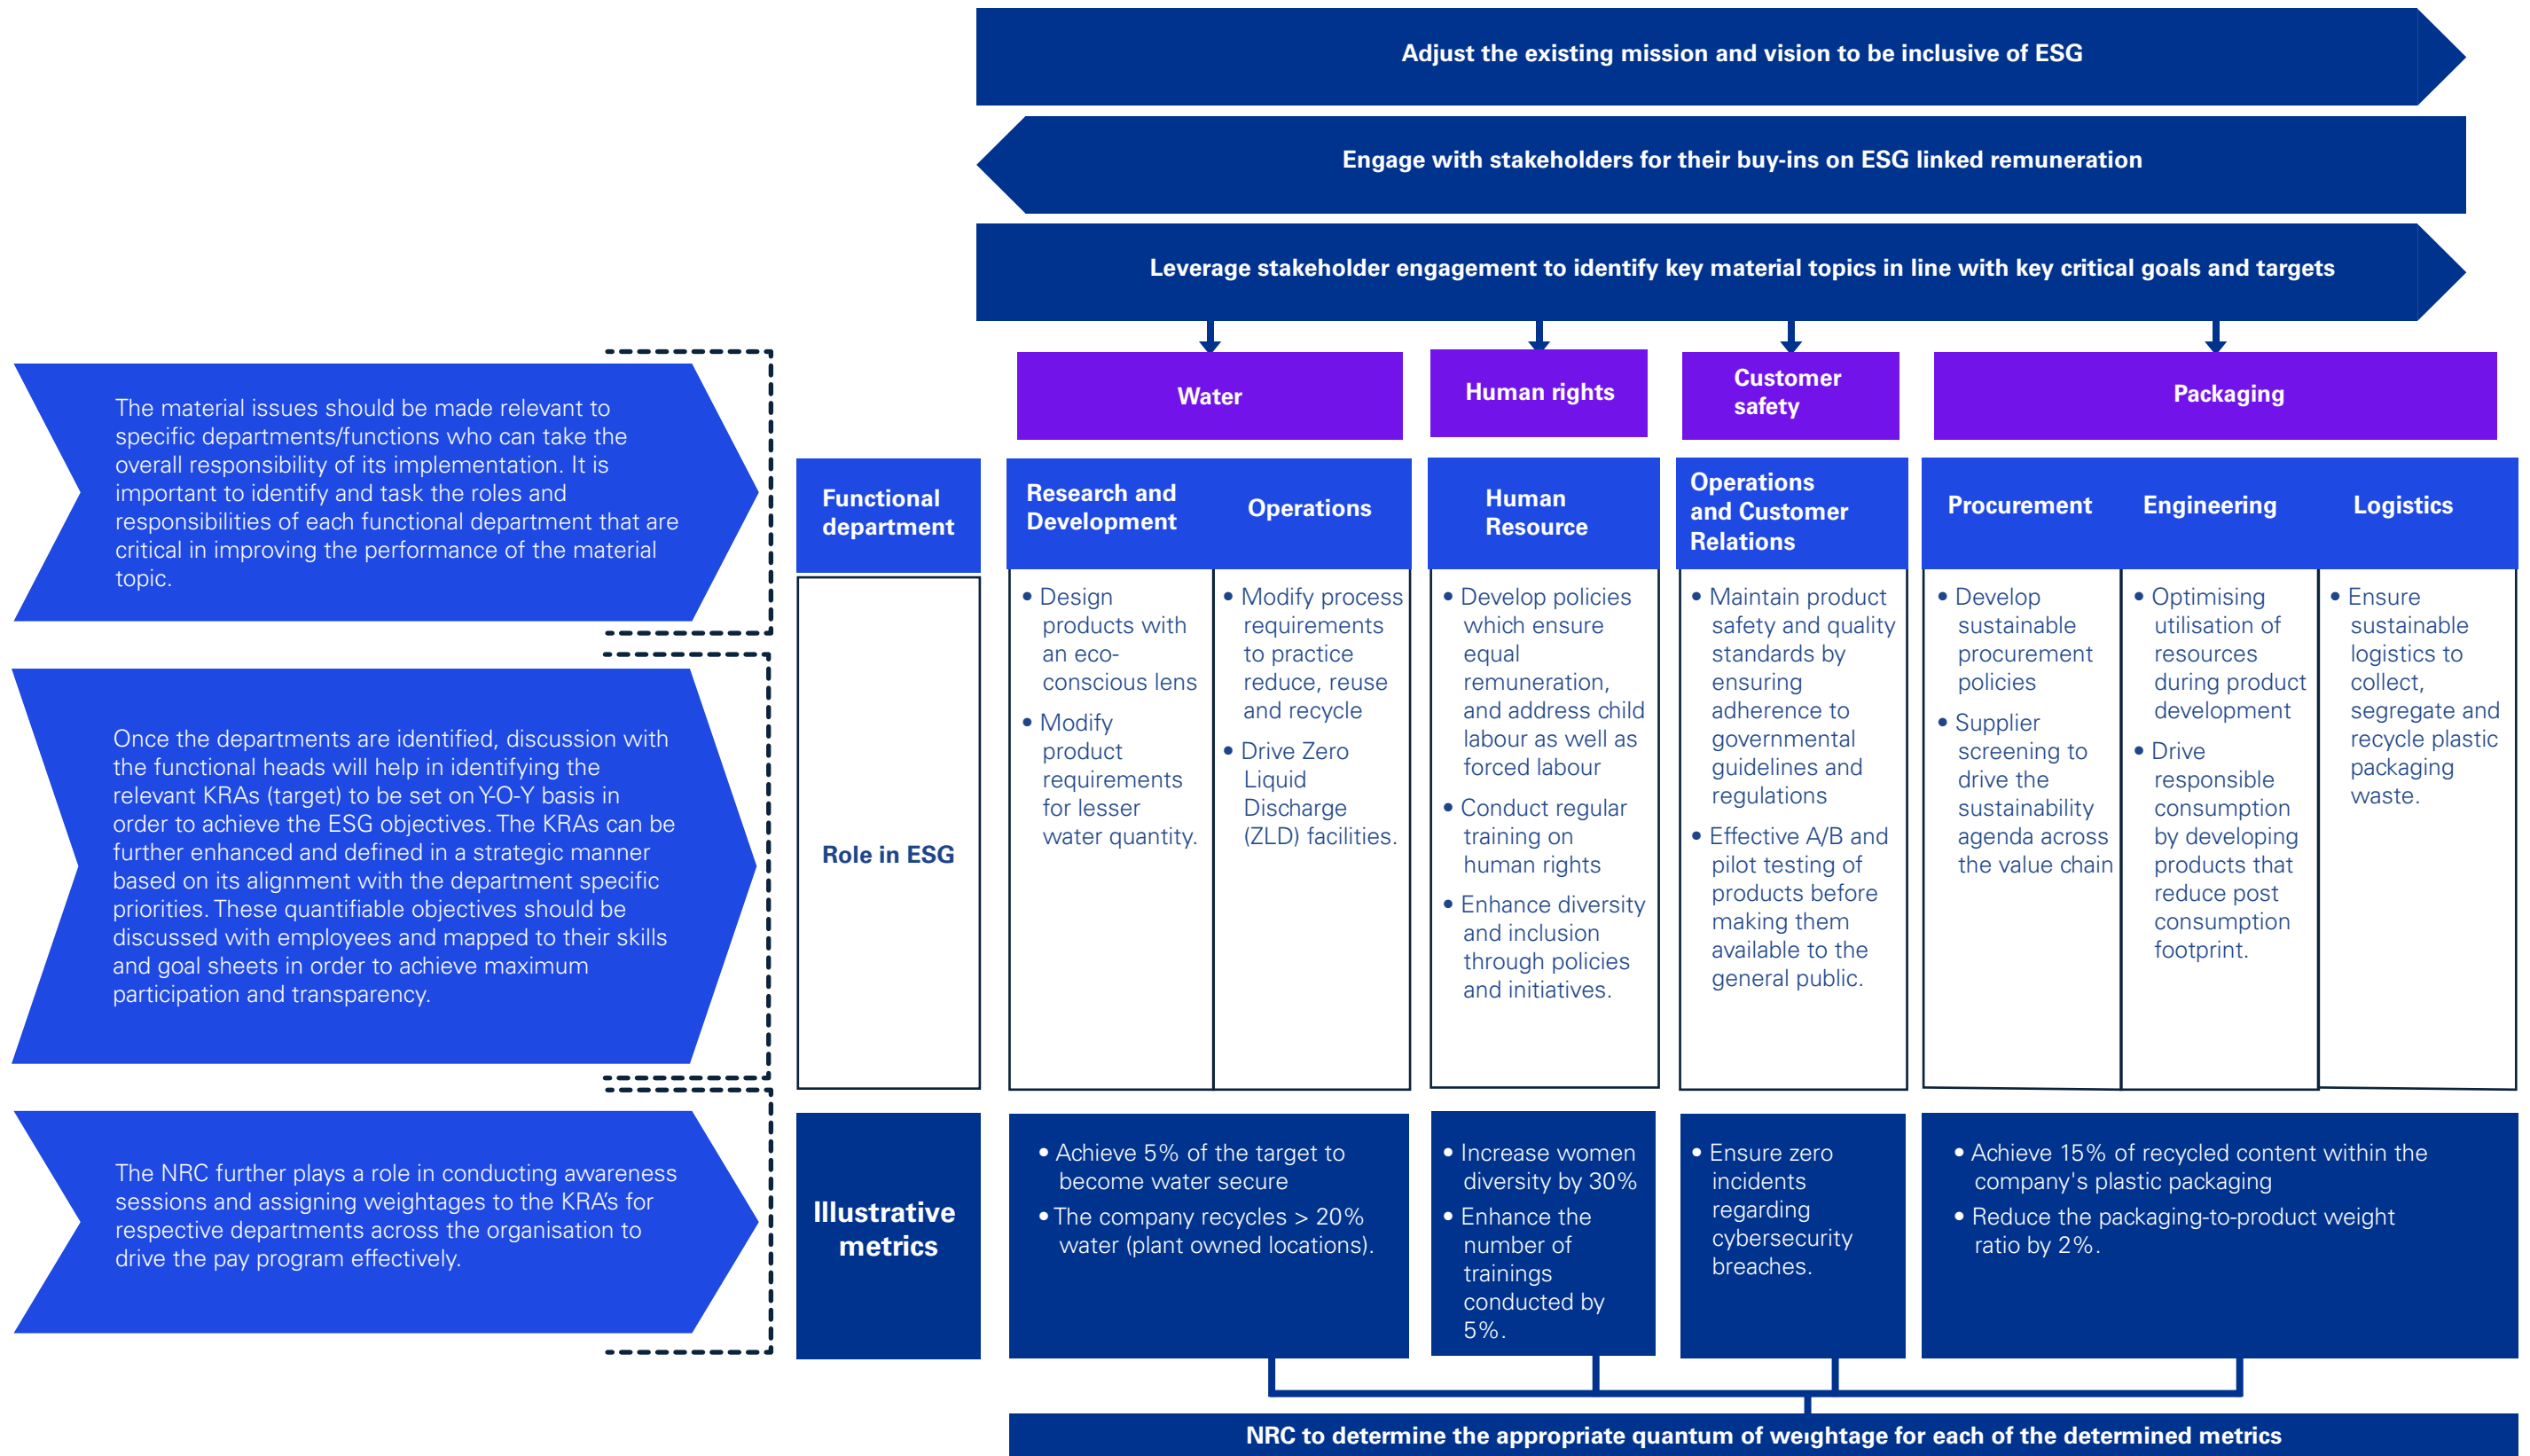 Adjust the existing mission and vision to be inclusive of ESG
Engage with stakeholders for their buy-ins on ESG linked remuneration
Leverage stakeholder engagement to identify key material topics in line with key critical goals and targets
The material issues should be made relevant to
specific departments/functions who can take the
overall responsibility of its implementation. It is
important to identify and task the roles and
responsibilities of each functional department that are
critical in improving the performance of the material
topic.
Once the departments are identified, discussion with
the functional heads will help in identifying the
relevant KRAs (target) to be set on Y-O-Y basis in
order to achieve the ESG objectives. The KRAs can be
further enhanced and defined in a strategic manner
based on its alignment with the department specific
priorities. These quantifiable objectives should be
discussed with employees and mapped to their skills
and goal sheets in order to achieve maximum
participation and transparency.
The NRC further plays a role in conducting awareness
sessions and assigning weightages to the KRA's for
respective departments across the organisation to
drive the pay program effectively.
Water
Human rights
Customer
safety
Packaging
Functional
department
Research and
Development
Operations
Human
Resource
Operations
and Customer
Relations
Procurement
Engineering
Logistics
Role in ESG
• Design
products with
an eco-
conscious lens
• Modify
product
requirements
for lesser
water quantity.
• Modify process
requirements
to practice
reduce, reuse
and recycle
• Drive Zero
Liquid
Discharge
(ZLD) facilities.
• Develop policies
which ensure
equal
remuneration,
and address child
labour as well as
forced labour
• Conduct regular
training on
human rights
• Enhance diversity
and inclusion
through policies
and initiatives.
• Maintain product
safety and quality
standards by
ensuring
adherence to
governmental
guidelines and
regulations
• Effective A/B and
pilot testing of
products before
making them
available to the
general public.
• Develop
sustainable
procurement
policies
• Supplier
screening to
drive the
sustainability
agenda across
the value chain
• Optimising
utilisation of
resources
during product
development
• Drive
responsible
consumption
by developing
products that
reduce post
consumption
footprint.
• Ensure
sustainable
logistics to
collect,
segregate and
recycle plastic
packaging
waste.
Illustrative
metrics
• Achieve 5% of the target to
become water secure
• The company recycles > 20%
water (plant owned locations).
• Increase women
diversity by 30%
• Enhance the
number of
trainings
conducted by
5%.
• Ensure zero
incidents
regarding
cybersecurity
breaches.
• Achieve 15% of recycled content within the
company's plastic packaging
• Reduce the packaging-to-product weight
ratio by 2%.
NRC to determine the appropriate quantum of weightage for each of the determined metrics